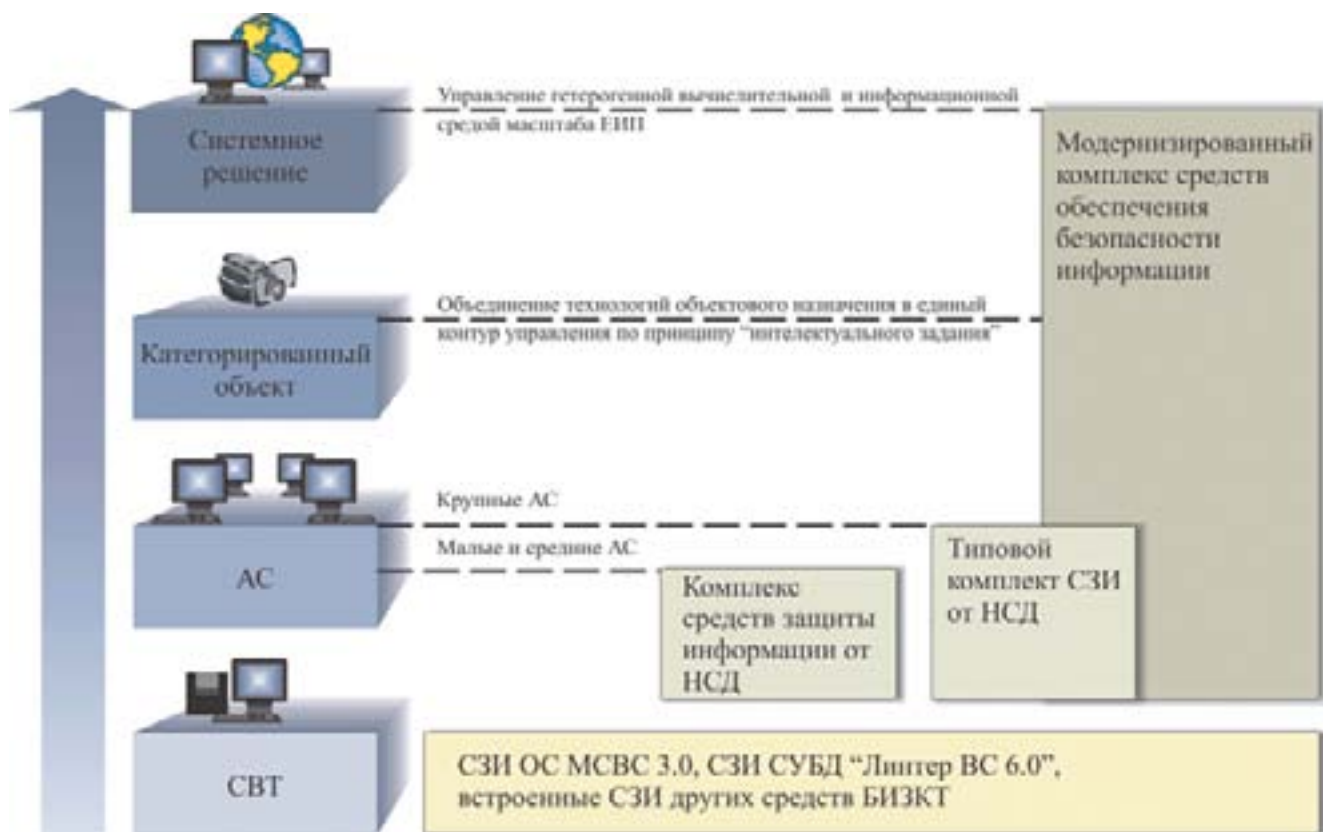 Управление гетерогенной вычислительной и информационной
средой масштаба ЕИП
Системное
решение
Модернизированный
комплекс средств
обеспечения
безопасности
информации
Объединение технологий объектового назначения в единый
контур управления по принципу “интелектуального задания”
Категорированный
объект
Крупные АС
Малые и средние АС
АС
Комплекс
средств защиты
информации от
НСД
Типовой
комплект СЗИ
от НСД
СВТ
СЗИ ОС МСВС 3.0, СЗИ СУБД “Линтер ВС 6.0”,
встроенные СЗИ других средств БИЗКТ